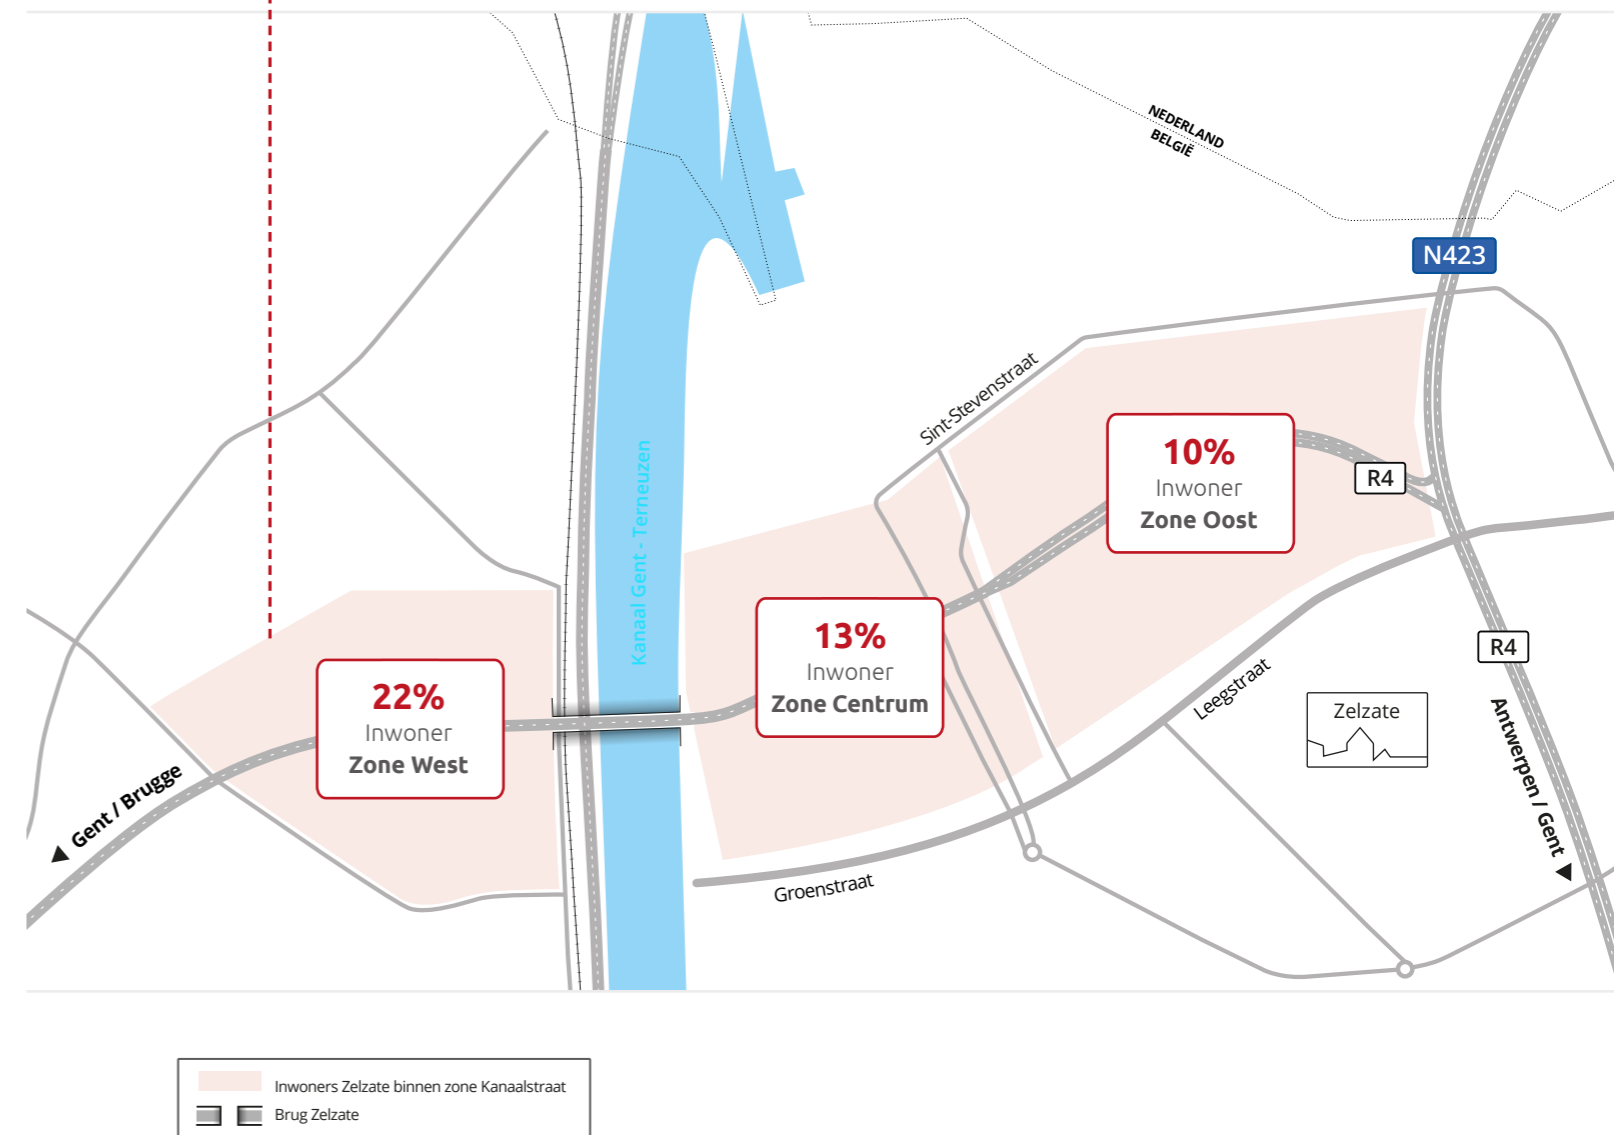 NEDERLAND
BELGIË
N423
Sint-Stevenstraat
10%
Inwoner
Zone Oost
R4
Kanaal Gent - Terneuzen
13%
Inwoner
Zone Centrum
22%
Inwoner
Zone West
R4
Leegstraat
Zelzate
Antwerpen / Gent
Gent / Brugge
Groenstraat
Inwoners Zelzate binnen zone Kanaalstraat
Brug Zelzate